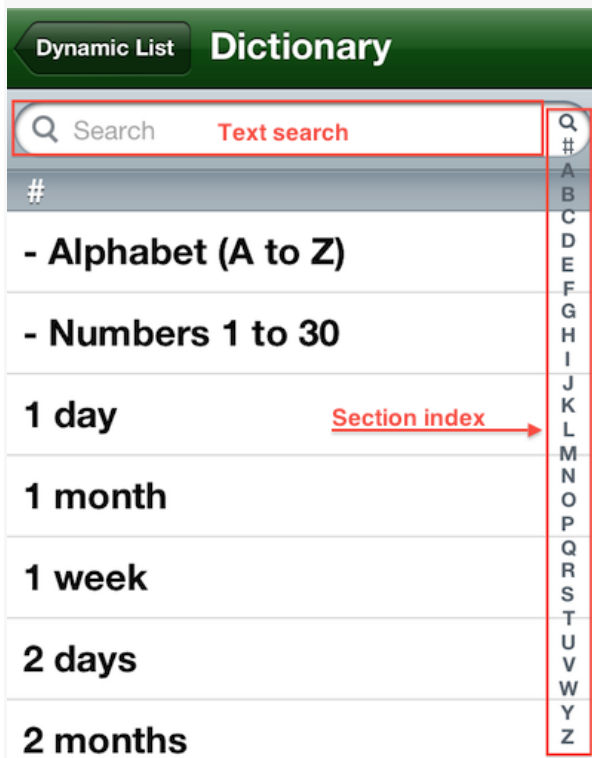 Dynamic List
Dictionary
Search
Text search
#
- Alphabet (A to Z)
- Numbers 1 to 30
1 day
Section index
1 month
1 week
2 days
2 months
#
A
B
C
D
E
F
G
H
I
J
K
L
M
N
O
P
Q
R
S
T
U
V
W
Y
Z